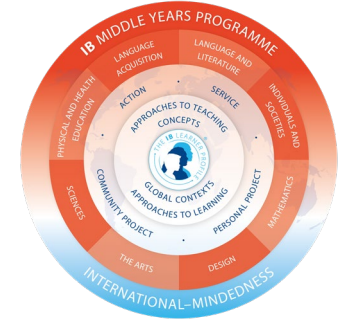 IB MIDDLE YEARS PROGRAMME
LANGUAGE
ACQUISITION
LANGUAGE AND
LITERATURE
PHYSICAL AND HEALTH
EDUCATION
INDIVIDUALS AND
SOCIETIES
SCIENCES
MATHEMATICS
THE ARTS
DESIGN
ACTION
SERVICE
COMMUNITY PROJECT
PERSONAL PROJECT
APPROACHES TO TEACHING
CONCEPTS
THE IB LEARNER PROFILE
GLOBAL CONTEXTS
APPROACHES TO LEARNING
INTERNATIONAL–MINDEDNESS